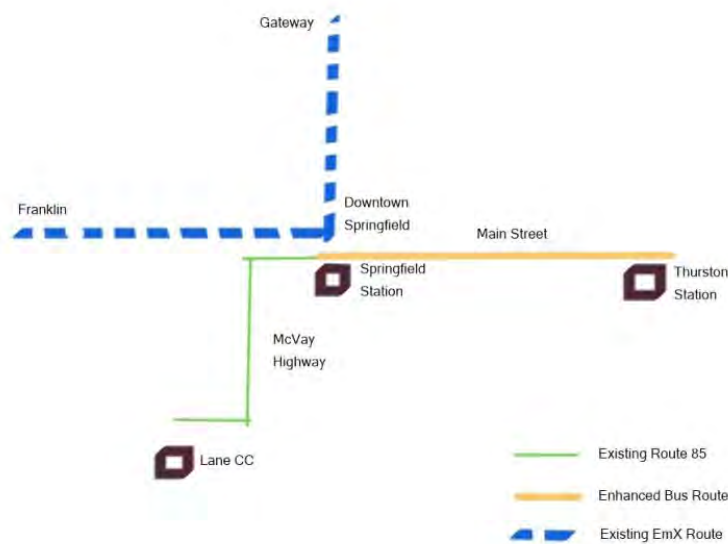 Gateway
Franklin
Downtown
Springfield
Main Street
Springfield
Station
Thurston
Station
McVay
Highway
Lane CC
Existing Route 85
Enhanced Bus Route
Existing EmX Route